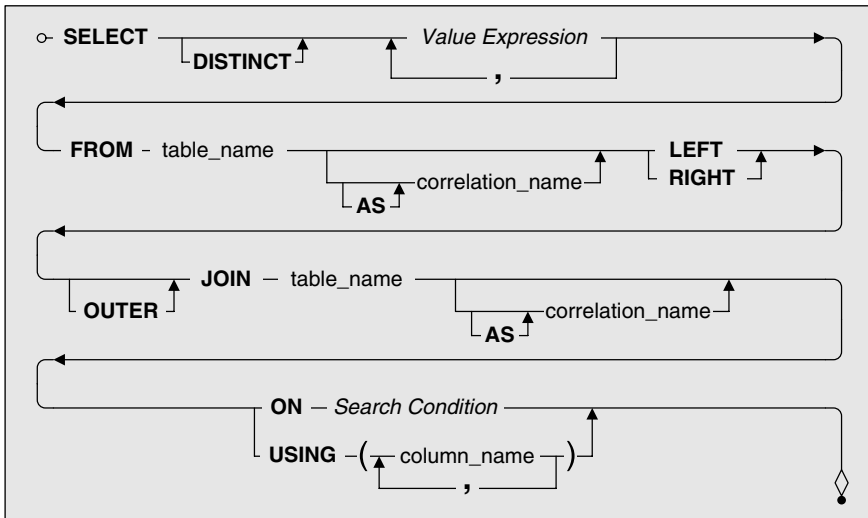 SELECT Value Expression
DISTINCT ,
FROM table_name LEFT
correlation_name RIGHT
AS
JOIN table_name
OUTER correlation_name
AS
ON Search Condition
USING ( column_name )
,